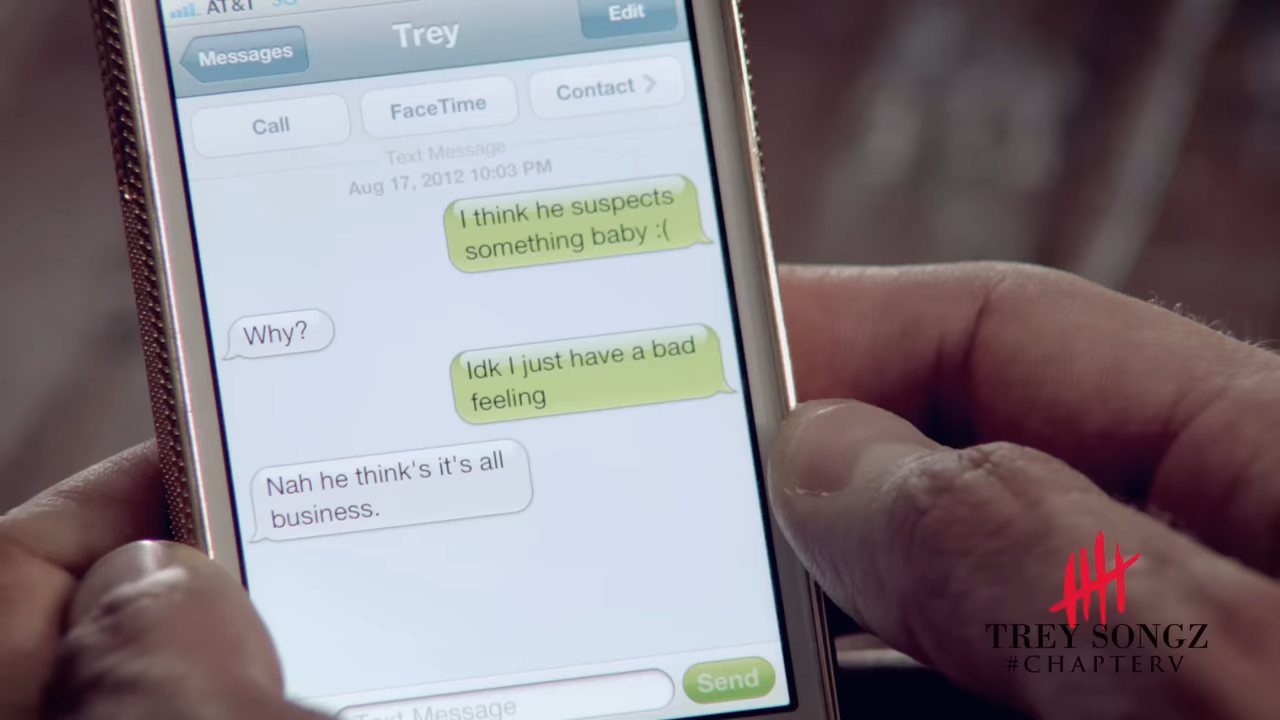 AT&T 3G
Messages
Trey
Edit
Call
FaceTime
Contact
Text Message
Aug 17, 2012 10:03 PM
I think he suspects
something baby :(
Why?
Idk I just have a bad
feeling
Nah he think's it's all
business.
Text Message
Send
TREY SONGZ
#CHAPTERV